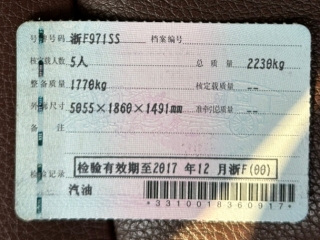 号牌号码 浙F971SS 档案编号
核定载人数 5人 总质量 2230kg
整备质量 1770kg 核定载质量 --
外廓尺寸 5055×1860×1491mm 准牵引总质量 --
备注
检验记录 检验有效期至2017年12月浙F(00)
汽油
*3310018360917*